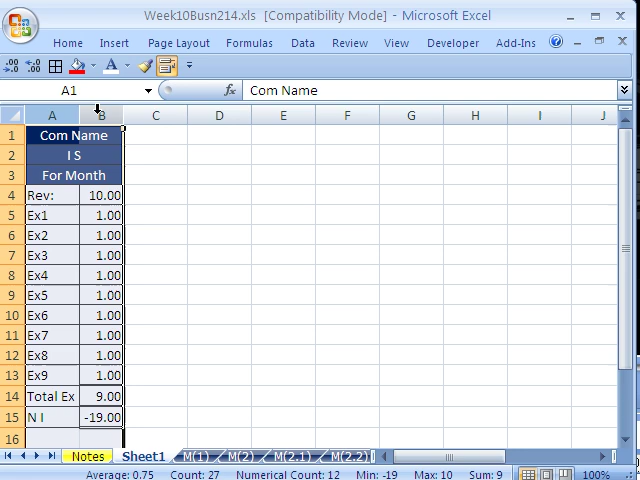 Week10Busn214.xls [Compatibility Mode] - Microsoft Excel
Home Insert Page Layout Formulas Data Review View Developer Add-Ins
A1 fx Com Name
A B C D E F G H I J
1 Com Name
2 I S
3 For Month
4 Rev: 10.00
5 Ex1 1.00
6 Ex2 1.00
7 Ex3 1.00
8 Ex4 1.00
9 Ex5 1.00
10 Ex6 1.00
11 Ex7 1.00
12 Ex8 1.00
13 Ex9 1.00
14 Total Ex 9.00
15 N I -19.00
16
Notes Sheet1 M(1) M(2) M(2,1) M(2,2)
Average: 0.75 Count: 27 Numerical Count: 12 Min: -19 Max: 10 Sum: 9 100%